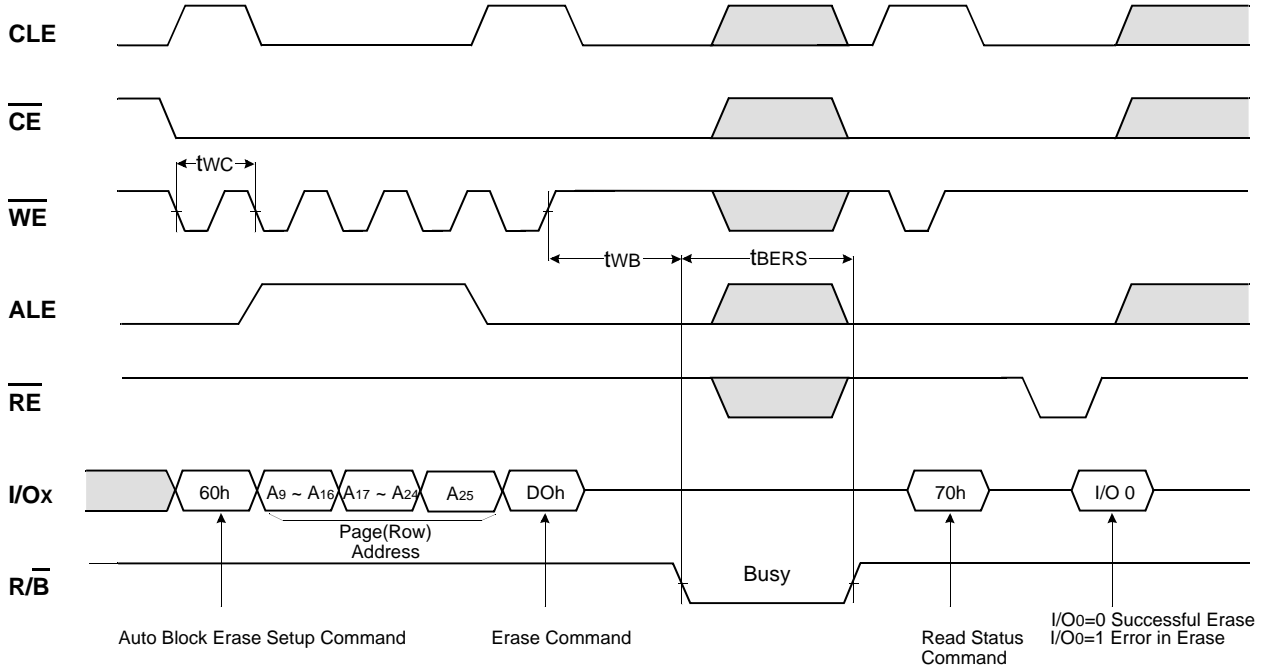 CLE
CE
tWC
WE
tWB
tBERS
ALE
RE
I/Ox
60h
A9 ~ A16
A17 ~ A24
A25
DOh
70h
I/O 0
Page(Row)
Address
R/B
Busy
Auto Block Erase Setup Command
Erase Command
Read Status
Command
I/O0=0 Successful Erase
I/O0=1 Error in Erase